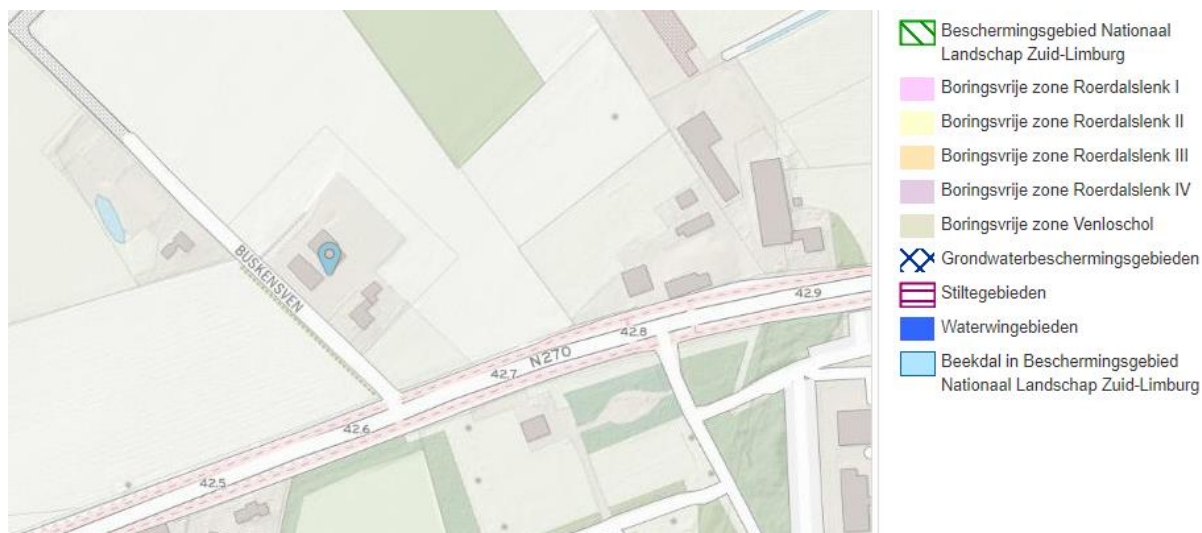 BUSKENSVEN
N270
42.5
42.6
42.7
42.8
42.9
Beschermingsgebied Nationaal
Landschap Zuid-Limburg
Boringsvrije zone Roerdalslenk I
Boringsvrije zone Roerdalslenk II
Boringsvrije zone Roerdalslenk III
Boringsvrije zone Roerdalslenk IV
Boringsvrije zone Venloschol
Grondwaterbeschermingsgebieden
Stiltegebieden
Waterwingebieden
Beekdal in Beschermingsgebied
Nationaal Landschap Zuid-Limburg